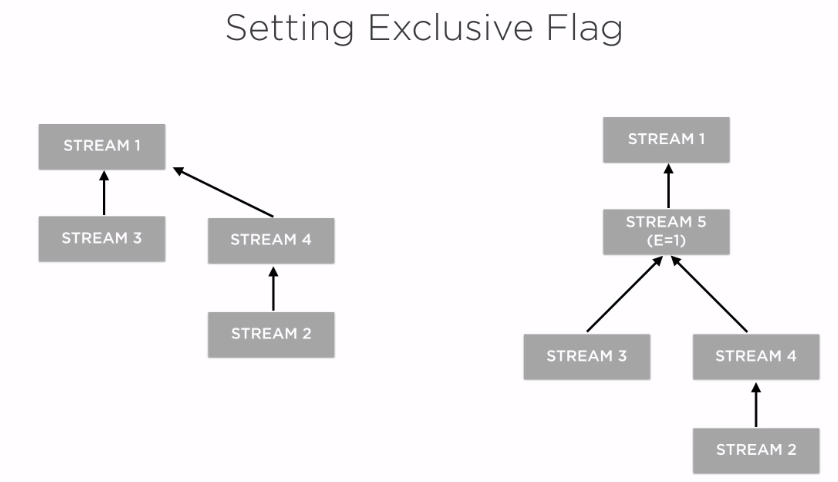 Setting Exclusive Flag
STREAM 1
STREAM 3
STREAM 4
STREAM 2
STREAM 1
STREAM 5
(E=1)
STREAM 3
STREAM 4
STREAM 2